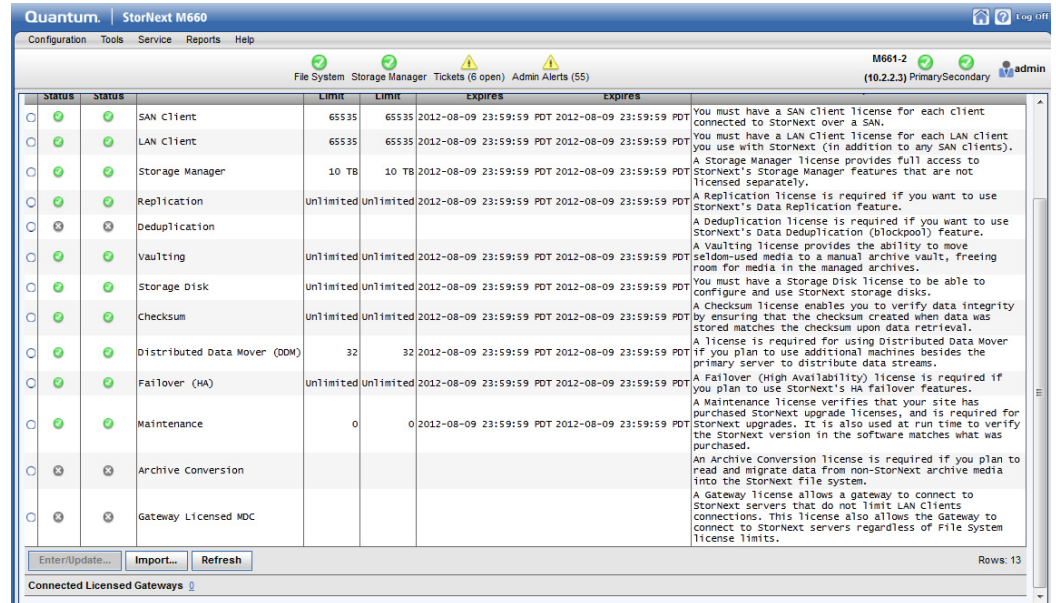 Quantum. StorNext M660
Log Off
Configuration Tools Service Reports Help
File System Storage Manager Tickets (6 open) Admin Alerts (55)
M661-2
(10.2.2.3) Primary Secondary
admin
Status Status Limit Limit Expires Expires
SAN Client 65535 65535 2012-08-09 23:59:59 PDT 2012-08-09 23:59:59 PDT You must have a SAN client license for each client
connected to StorNext over a SAN.
LAN Client 65535 65535 2012-08-09 23:59:59 PDT 2012-08-09 23:59:59 PDT You must have a LAN Client license for each LAN client
you use with StorNext (in addition to any SAN clients).
A Storage Manager license provides full access to
Storage Manager 10 TB 10 TB 2012-08-09 23:59:59 PDT 2012-08-09 23:59:59 PDT StorNext's Storage Manager features that are not
licensed separately.
Replication Unlimited Unlimited 2012-08-09 23:59:59 PDT 2012-08-09 23:59:59 PDT A Replication license is required if you want to use
StorNext's Data Replication feature.
Deduplication A Deduplication license is required if you want to use
StorNext's Data Deduplication (blockpool) feature.
A Vaulting license provides the ability to move
Vaulting Unlimited Unlimited 2012-08-09 23:59:59 PDT 2012-08-09 23:59:59 PDT seldom-used media to a manual archive vault, freeing
room for media in the managed archives.
Storage Disk Unlimited Unlimited 2012-08-09 23:59:59 PDT 2012-08-09 23:59:59 PDT You must have a Storage Disk license to be able to
configure and use StorNext storage disks.
A Checksum license enables you to verify data integrity
Checksum Unlimited Unlimited 2012-08-09 23:59:59 PDT 2012-08-09 23:59:59 PDT by ensuring that the checksum created when data was
stored matches the checksum upon data retrieval.
A license is required for using Distributed Data Mover
Distributed Data Mover (DDM) 32 32 2012-08-09 23:59:59 PDT 2012-08-09 23:59:59 PDT if you plan to use additional machines besides the
primary server to distribute data streams.
Failover (HA) Unlimited Unlimited 2012-08-09 23:59:59 PDT 2012-08-09 23:59:59 PDT A Failover (High Availability) license is required if
you plan to use StorNext's HA failover features.
A Maintenance license verifies that your site has
purchased StorNext upgrade licenses, and is required for
Maintenance 0 0 2012-08-09 23:59:59 PDT 2012-08-09 23:59:59 PDT StorNext upgrades. It is also used at run time to verify
the StorNext version in the software matches what was
purchased.
An Archive Conversion license is required if you plan to
Archive Conversion read and migrate data from non-StorNext archive media
into the StorNext file system.
A Gateway license allows a gateway to connect to
StorNext servers that do not limit LAN Clients
Gateway Licensed MDC connections. This license also allows the Gateway to
connect to StorNext servers regardless of File System
license limits.
Enter/Update... Import... Refresh Rows: 13
Connected Licensed Gateways 0